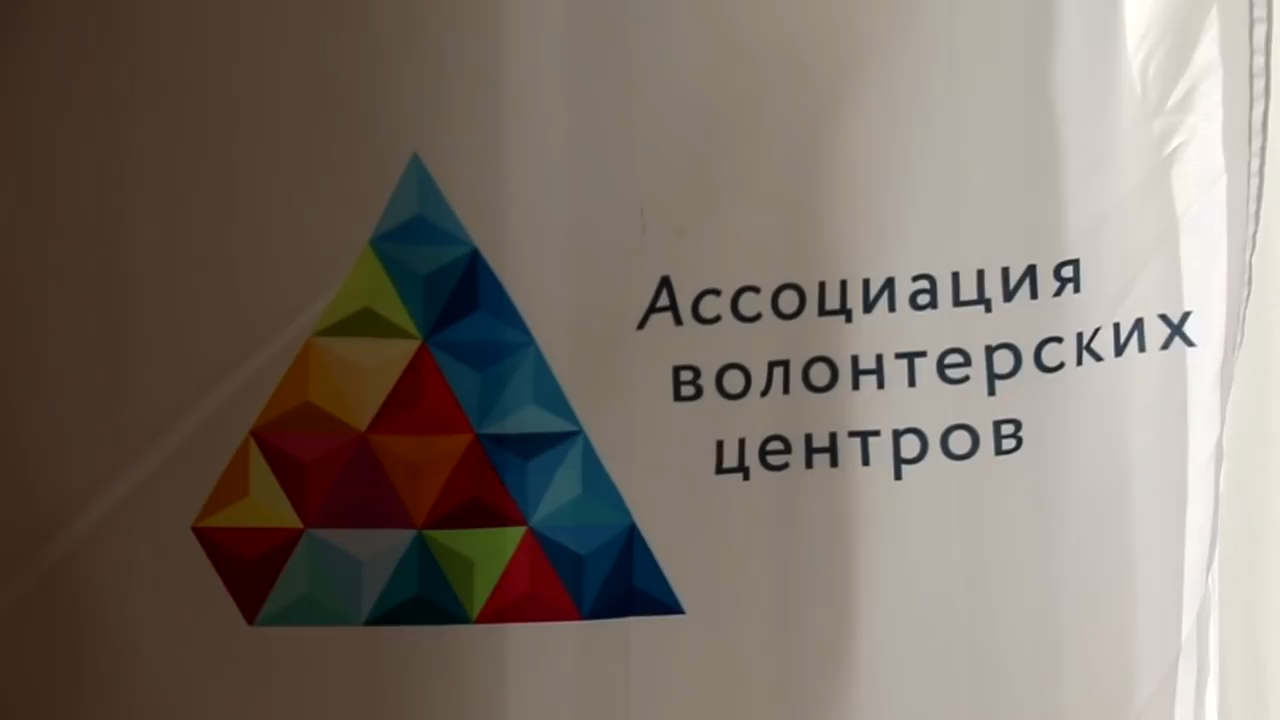 Ассоциация
волонтерских
центров